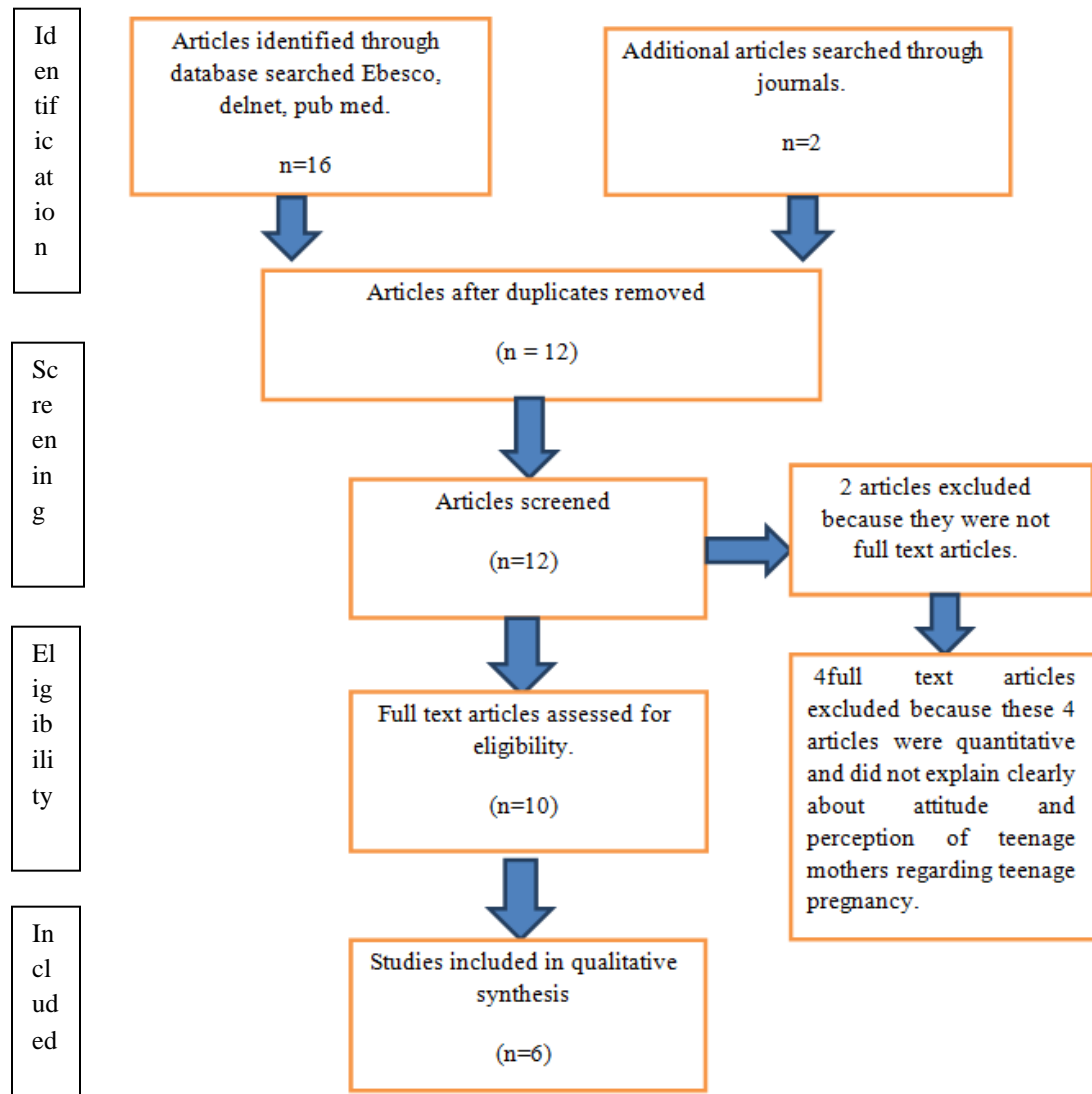 Id
en
tif
ic
at
io
n
Articles identified through
database searched Ebesco,
delnet, pub med.
n=16
Additional articles searched through
journals.
n=2
Articles after duplicates removed
(n = 12)
Sc
re
en
in
g
Articles screened
(n=12)
2 articles excluded
because they were not
full text articles.
El
ig
ib
ili
ty
Full text articles assessed for
eligibility.
(n=10)
4full text articles
excluded because these 4
articles were quantitative
and did not explain clearly
about attitude and
perception of teenage
mothers regarding teenage
pregnancy.
In
cl
ud
ed
Studies included in qualitative
synthesis
(n=6)